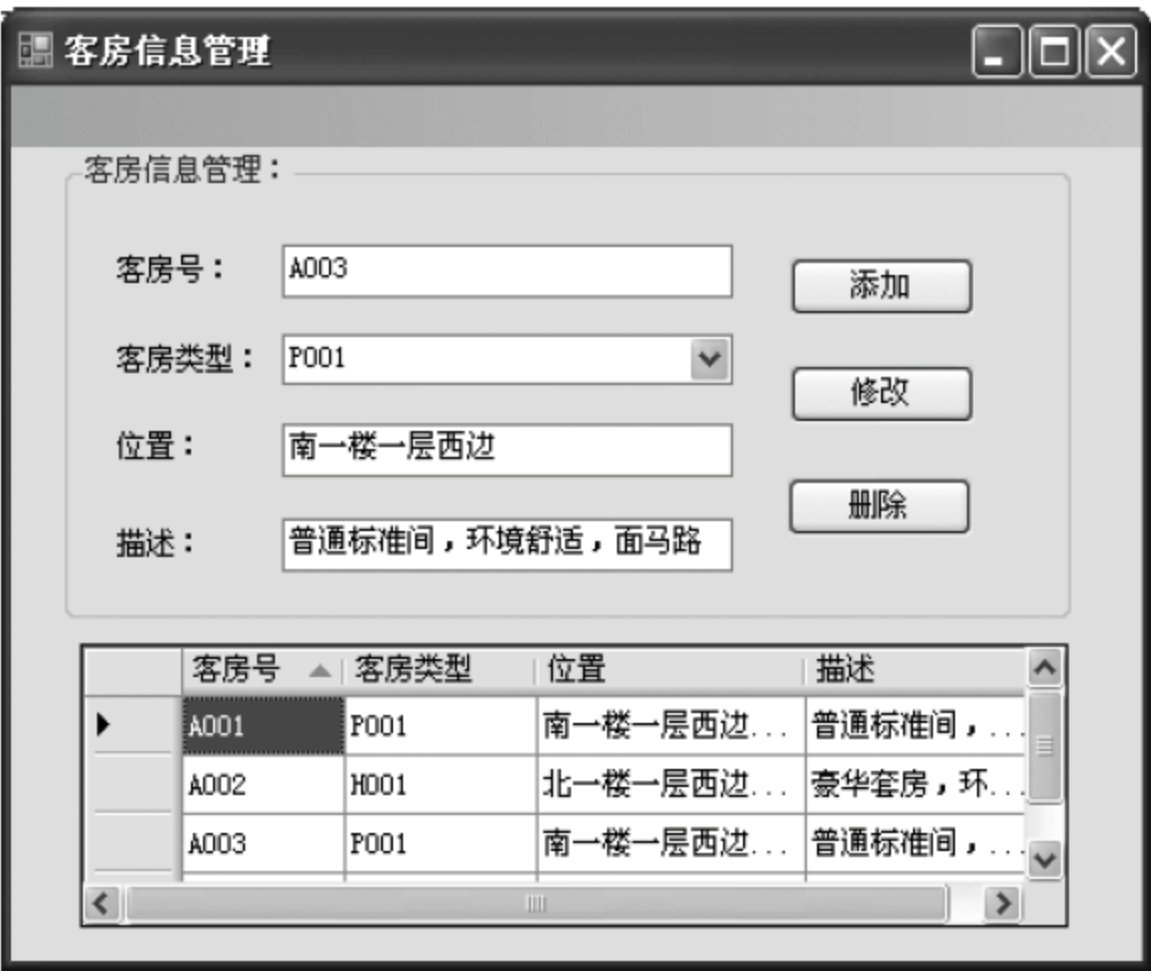 客房信息管理
客房信息管理：
客房号： A003 添加
客房类型： P001
修改
位置： 南一楼一层西边
删除
描述： 普通标准间，环境舒适，面马路
客房号 客房类型 位置 描述
A001 P001 南一楼一层西边... 普通标准间，...
A002 H001 北一楼一层西边... 豪华套房，环...
A003 P001 南一楼一层西边... 普通标准间，...